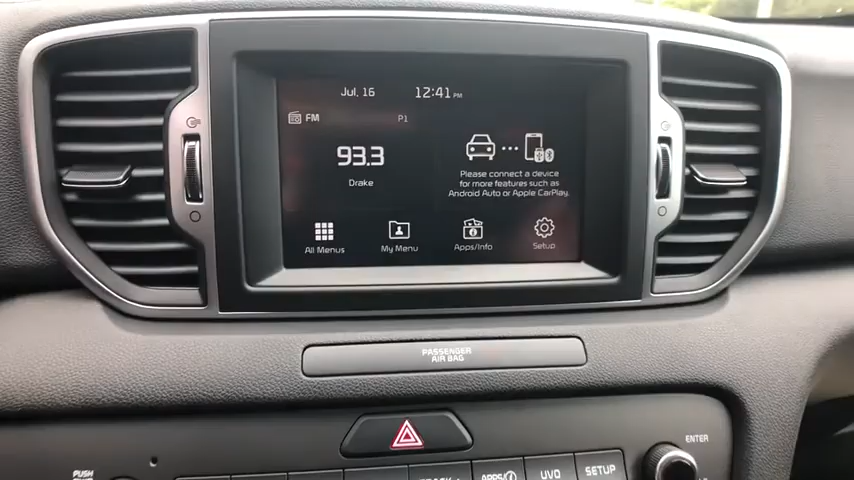 Jul. 16 12:41 PM
FM P1
93.3
Drake
Please connect a device
for more features such as
Android Auto or Apple CarPlay.
All Menus My Menu Apps/Info Setup
PASSENGER
AIR BAG
ENTER
PUSH
UVO SETUP